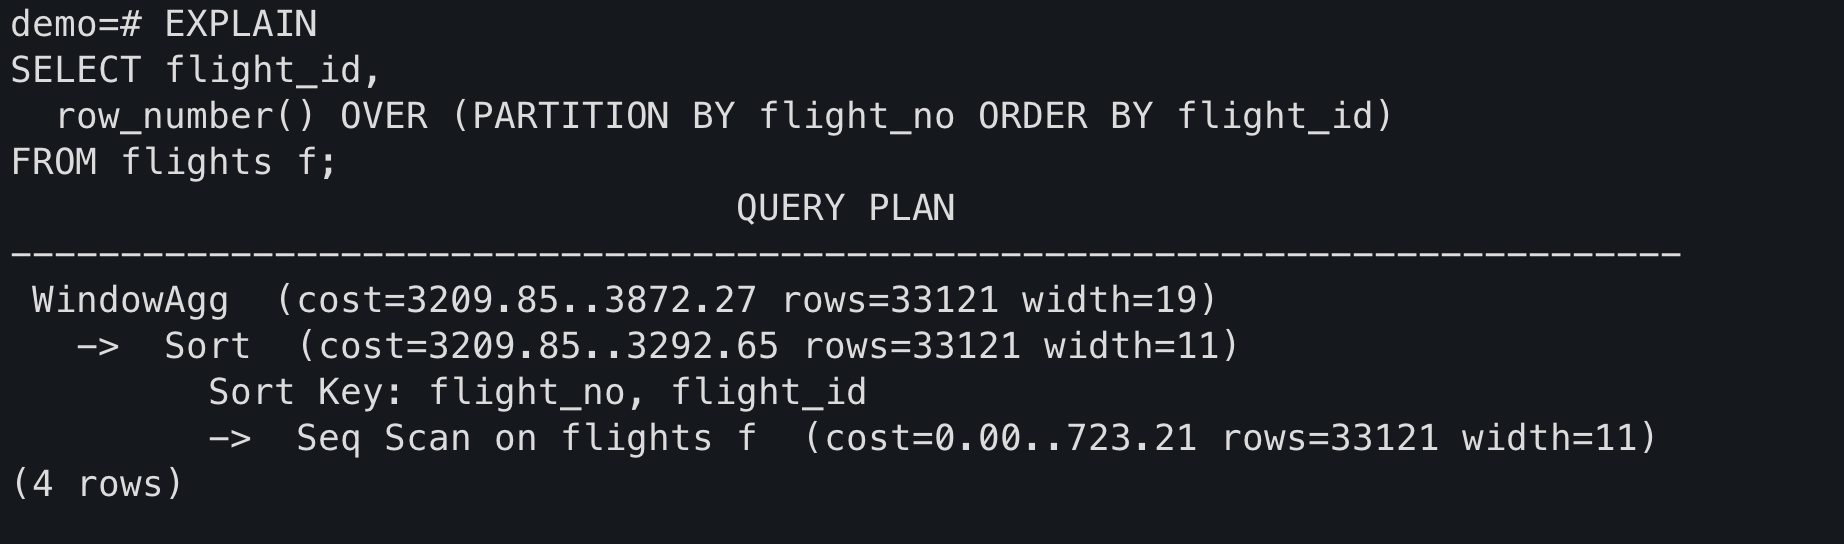 demo=# EXPLAIN
SELECT flight_id,
  row_number() OVER (PARTITION BY flight_no ORDER BY flight_id)
FROM flights f;
                                 QUERY PLAN
----------------------------------------------------------------------------
 WindowAgg  (cost=3209.85..3872.27 rows=33121 width=19)
   ->  Sort  (cost=3209.85..3292.65 rows=33121 width=11)
         Sort Key: flight_no, flight_id
         ->  Seq Scan on flights f  (cost=0.00..723.21 rows=33121 width=11)
(4 rows)